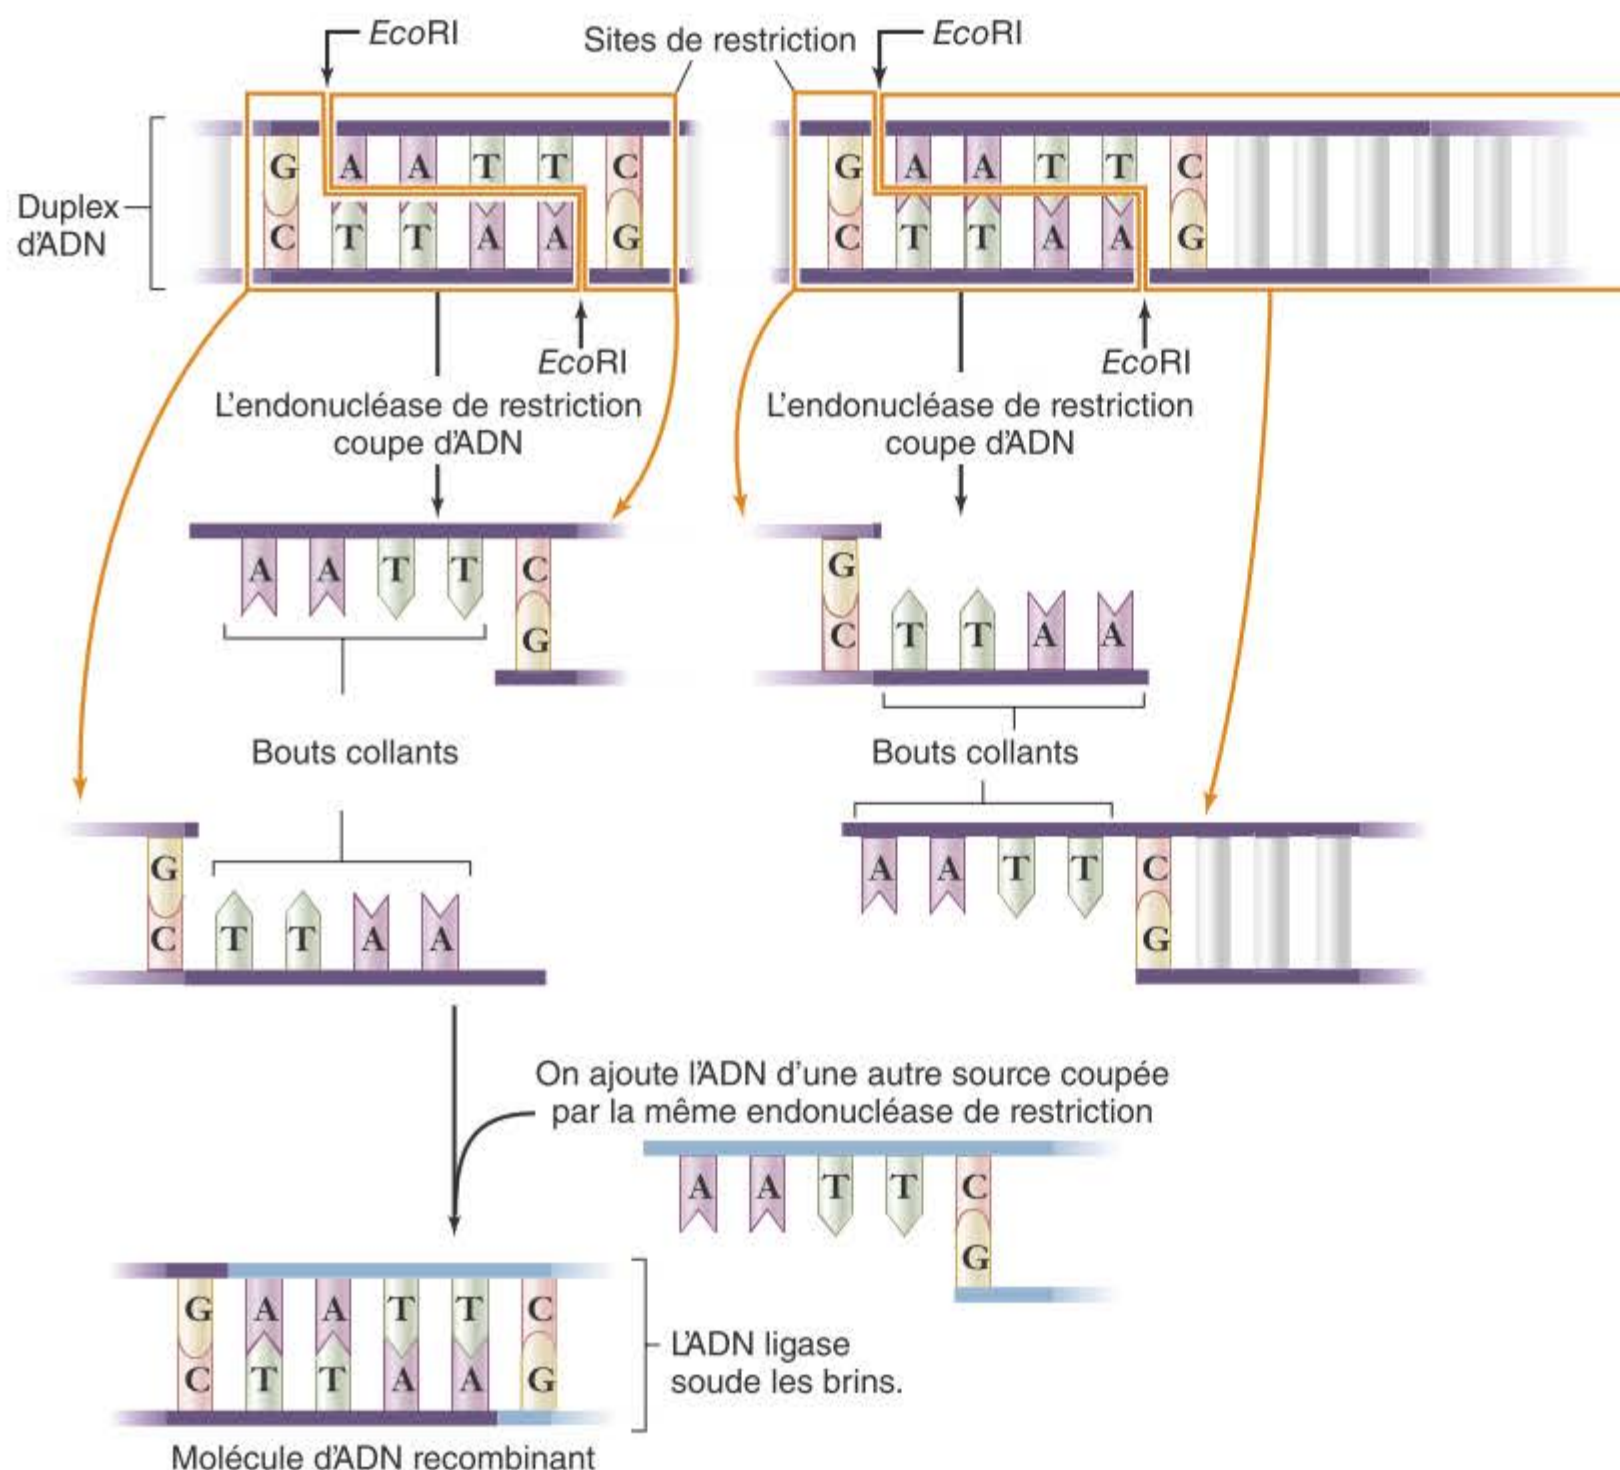 EcoRI
Sites de restriction
EcoRI
G A A T T C
C T T A A G
G A A T T C
C T T A A G
Duplex
d'ADN
EcoRI
EcoRI
L'endonucléase de restriction
coupe d'ADN
L'endonucléase de restriction
coupe d'ADN
A A T T C
G
G
C T T A A
Bouts collants
Bouts collants
G
C T T A A
A A T T C
G
On ajoute l'ADN d'une autre source coupée
par la même endonucléase de restriction
A A T T C
G
G A A T T C
C T T A A G
L'ADN ligase
soude les brins.
Molécule d'ADN recombinant